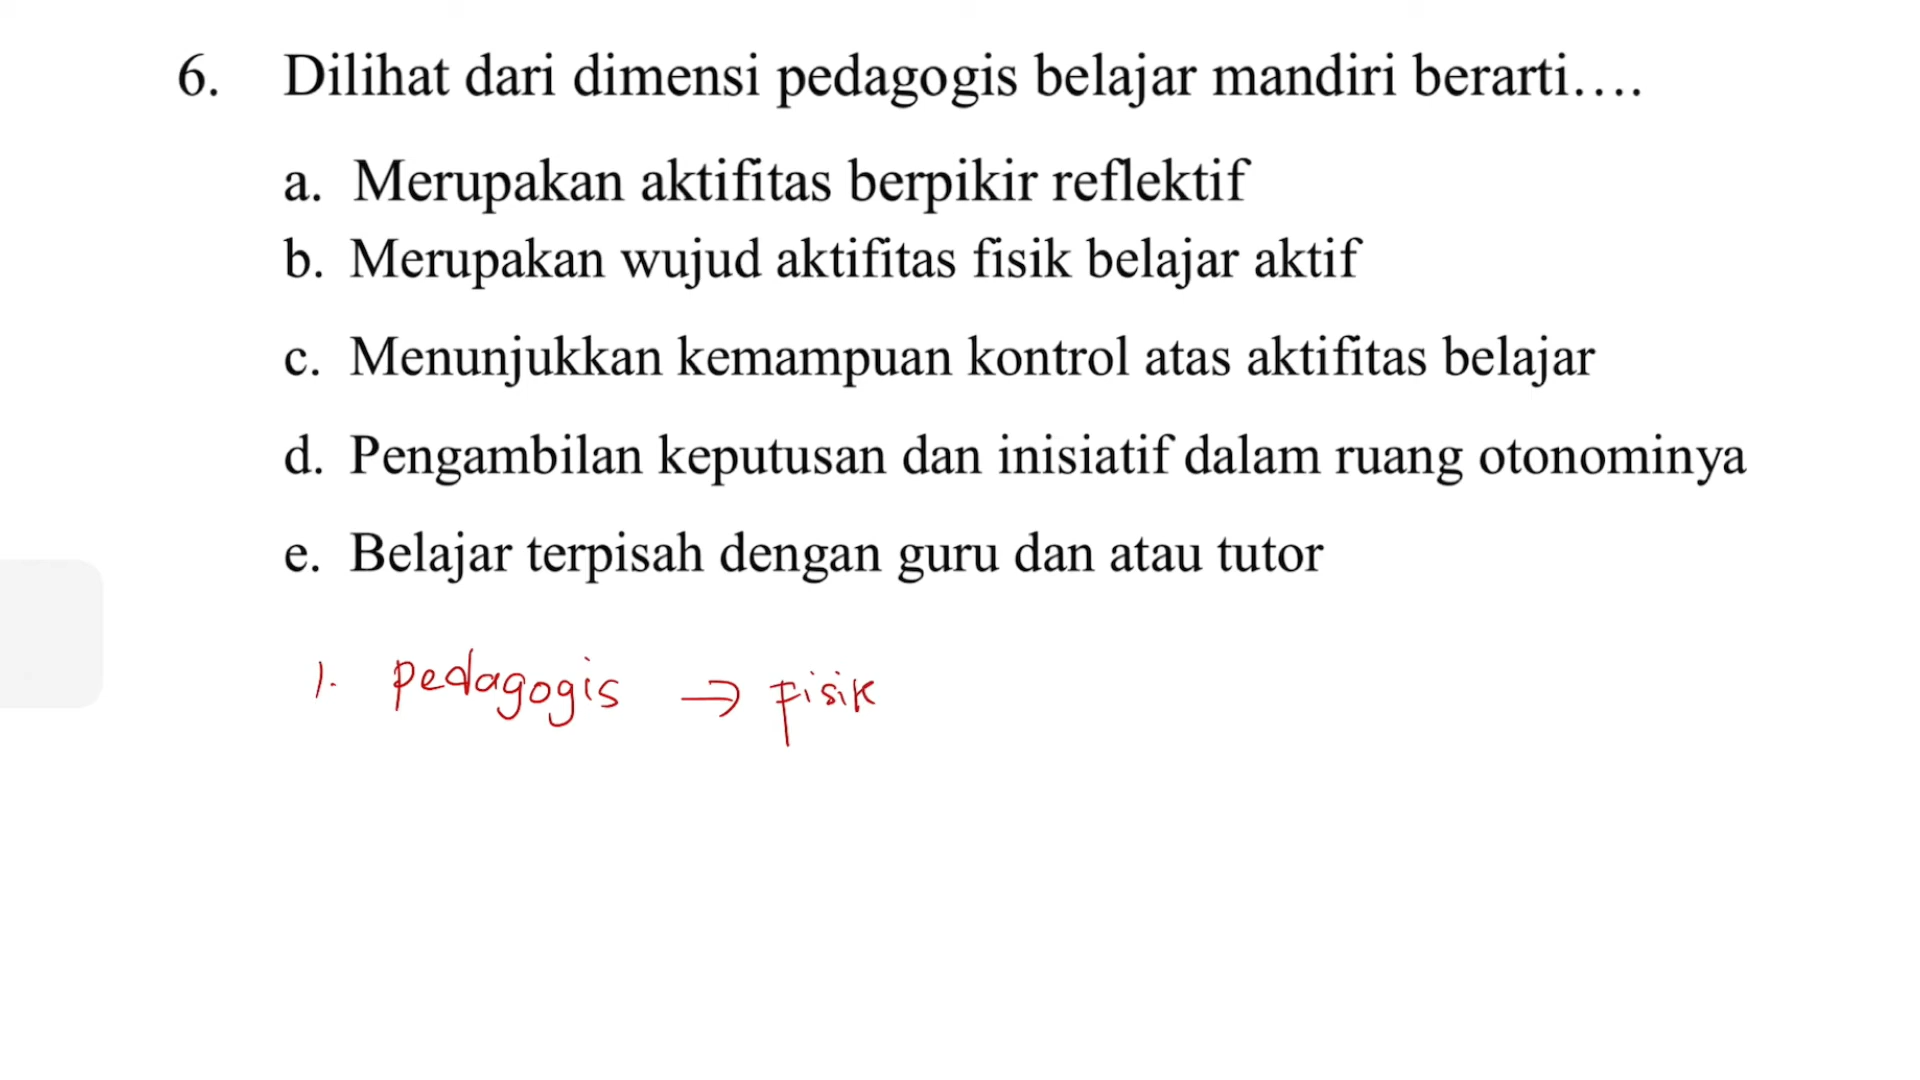 6. Dilihat dari dimensi pedagogis belajar mandiri berarti….
a. Merupakan aktifitas berpikir reflektif
b. Merupakan wujud aktifitas fisik belajar aktif
c. Menunjukkan kemampuan kontrol atas aktifitas belajar
d. Pengambilan keputusan dan inisiatif dalam ruang otonominya
e. Belajar terpisah dengan guru dan atau tutor
1. pedagogis → fisik